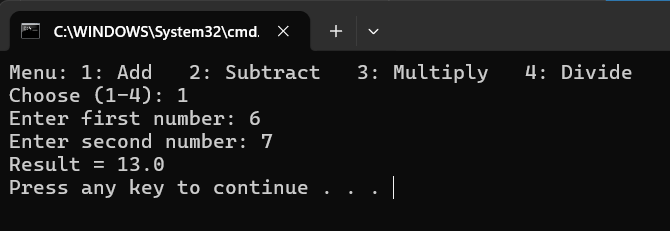 C:\WINDOWS\System32\cmd.
Menu: 1: Add   2: Subtract   3: Multiply   4: Divide
Choose (1-4): 1
Enter first number: 6
Enter second number: 7
Result = 13.0
Press any key to continue . . .